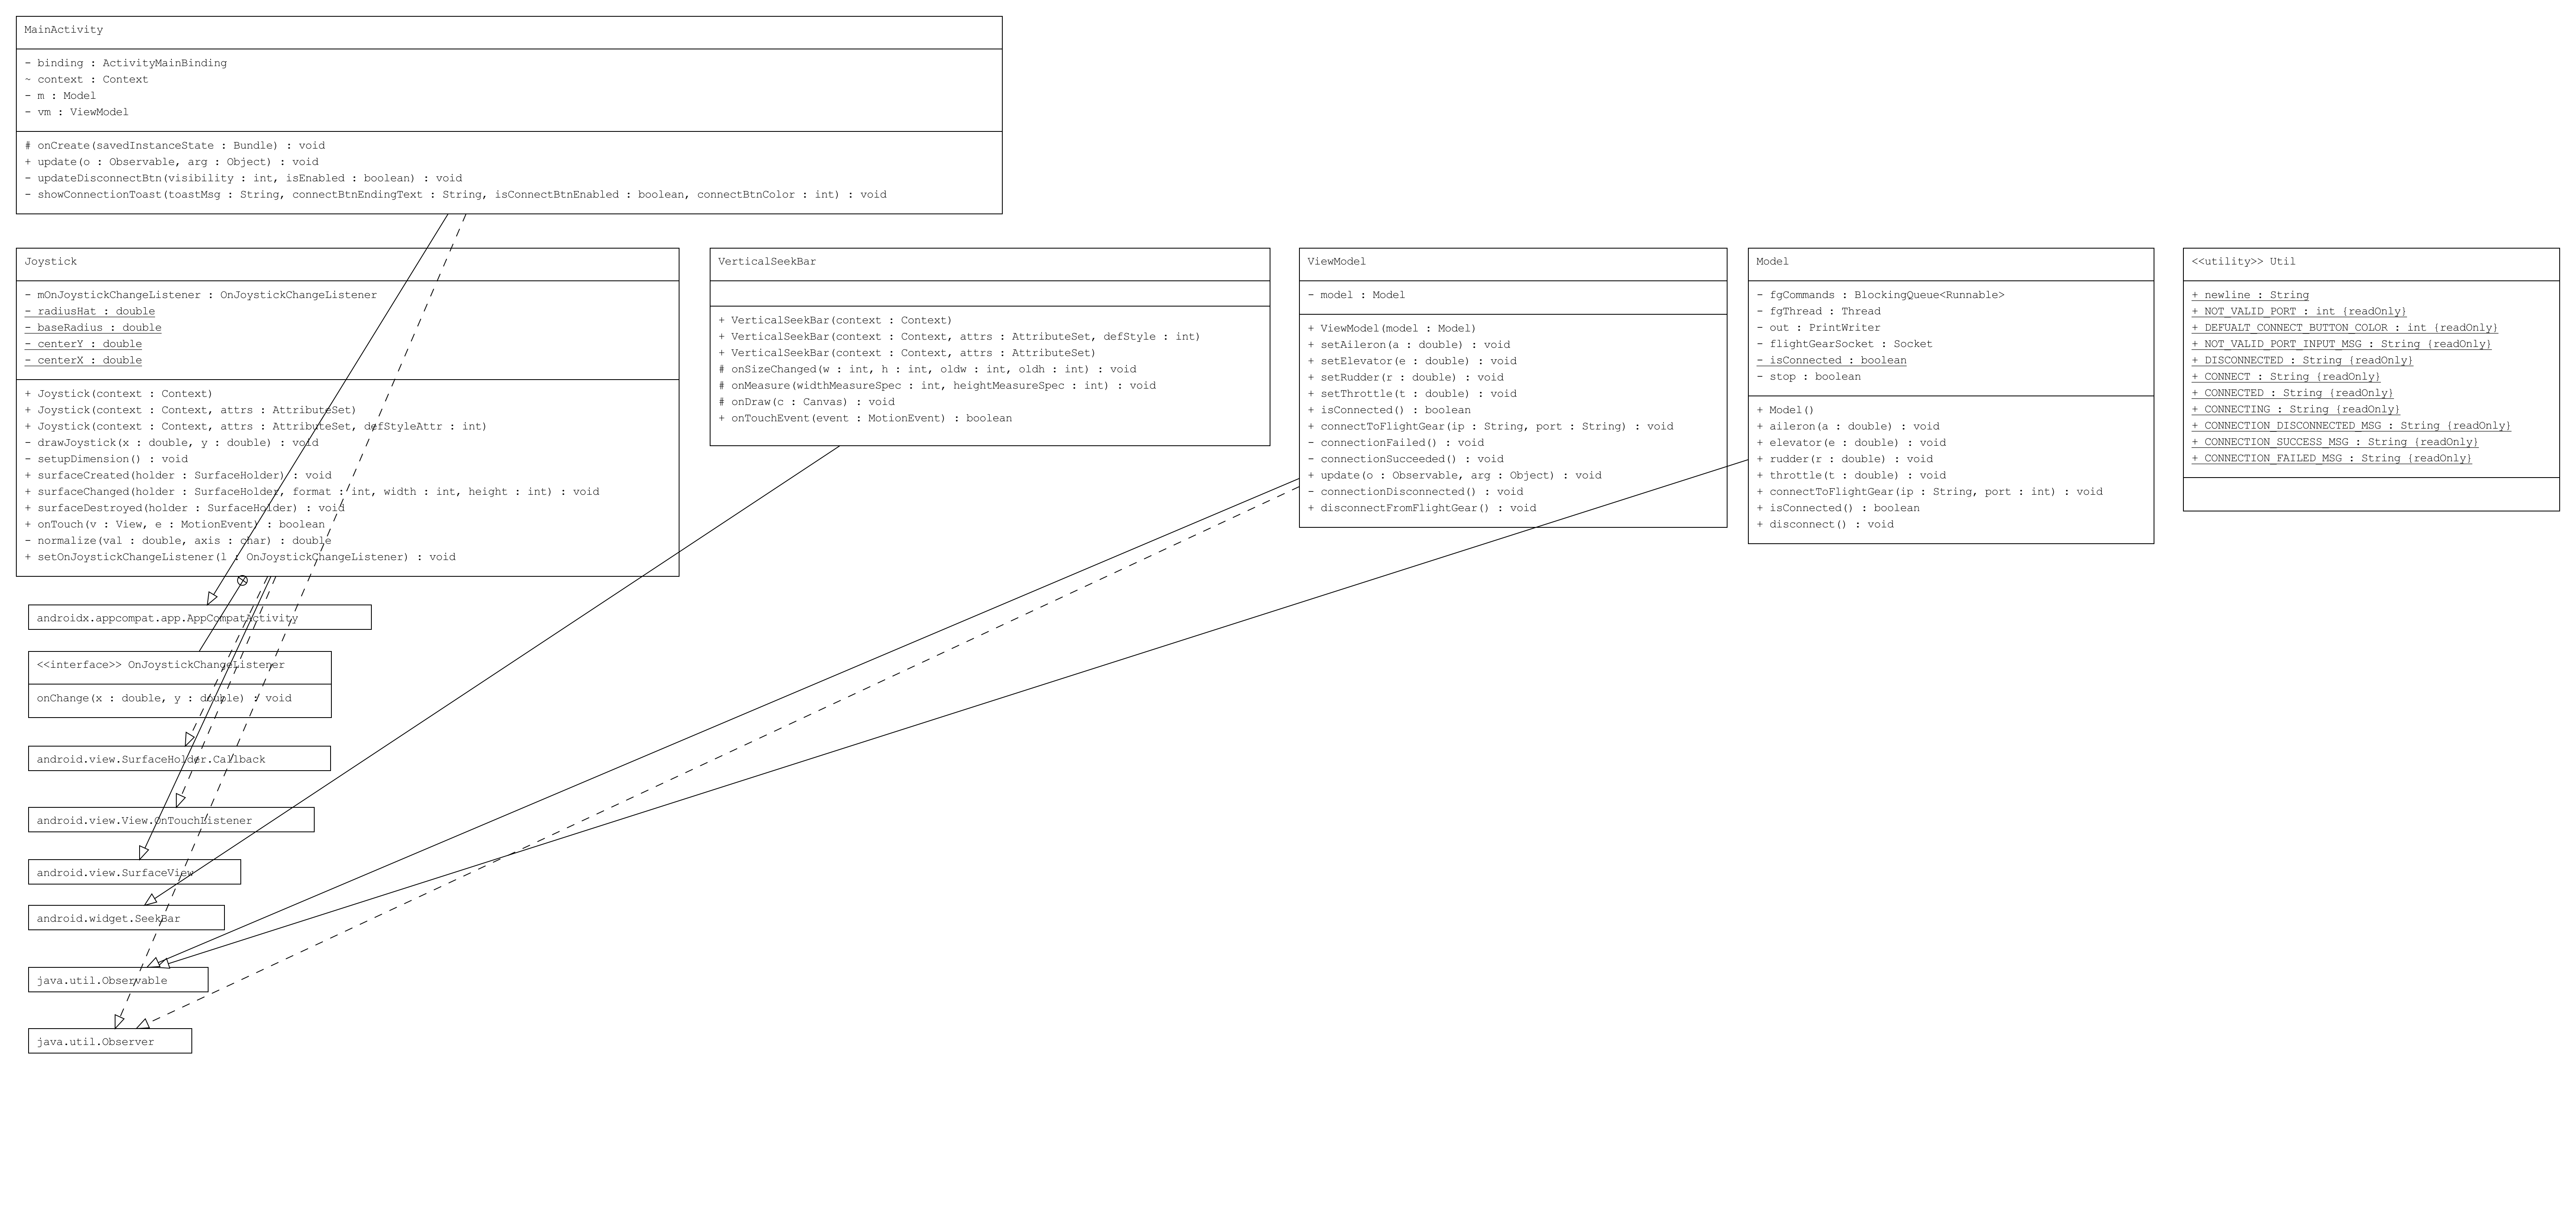 MainActivity
- binding : ActivityMainBinding
~ context : Context
- m : Model
- vm : ViewModel
# onCreate(savedInstanceState : Bundle) : void
+ update(o : Observable, arg : Object) : void
- updateDisconnectBtn(visibility : int, isEnabled : boolean) : void
- showConnectionToast(toastMsg : String, connectBtnEndingText : String, isConnectBtnEnabled : boolean, connectBtnColor : int) : void
Joystick
- mOnJoystickChangeListener : OnJoystickChangeListener
- radiusHat : double
- baseRadius : double
- centerY : double
- centerX : double
+ Joystick(context : Context)
+ Joystick(context : Context, attrs : AttributeSet)
+ Joystick(context : Context, attrs : AttributeSet, defStyleAttr : int)
- drawJoystick(x : double, y : double) : void
- setupDimension() : void
+ surfaceCreated(holder : SurfaceHolder) : void
+ surfaceChanged(holder : SurfaceHolder, format : int, width : int, height : int) : void
+ surfaceDestroyed(holder : SurfaceHolder) : void
+ onTouch(v : View, e : MotionEvent) : boolean
- normalize(val : double, axis : char) : double
+ setOnJoystickChangeListener(l : OnJoystickChangeListener) : void
VerticalSeekBar
+ VerticalSeekBar(context : Context)
+ VerticalSeekBar(context : Context, attrs : AttributeSet, defStyle : int)
+ VerticalSeekBar(context : Context, attrs : AttributeSet)
# onSizeChanged(w : int, h : int, oldw : int, oldh : int) : void
# onMeasure(widthMeasureSpec : int, heightMeasureSpec : int) : void
# onDraw(c : Canvas) : void
+ onTouchEvent(event : MotionEvent) : boolean
ViewModel
- model : Model
+ ViewModel(model : Model)
+ setAileron(a : double) : void
+ setElevator(e : double) : void
+ setRudder(r : double) : void
+ setThrottle(t : double) : void
+ isConnected() : boolean
+ connectToFlightGear(ip : String, port : String) : void
- connectionFailed() : void
- connectionSucceeded() : void
+ update(o : Observable, arg : Object) : void
- connectionDisconnected() : void
+ disconnectFromFlightGear() : void
Model
- fgCommands : BlockingQueue<Runnable>
- fgThread : Thread
- out : PrintWriter
- flightGearSocket : Socket
- isConnected : boolean
- stop : boolean
+ Model()
+ aileron(a : double) : void
+ elevator(e : double) : void
+ rudder(r : double) : void
+ throttle(t : double) : void
+ connectToFlightGear(ip : String, port : int) : void
+ isConnected() : boolean
+ disconnect() : void
<<utility>> Util
+ newline : String
+ NOT_VALID_PORT : int {readOnly}
+ DEFUALT_CONNECT_BUTTON_COLOR : int {readOnly}
+ NOT_VALID_PORT_INPUT_MSG : String {readOnly}
+ DISCONNECTED : String {readOnly}
+ CONNECT : String {readOnly}
+ CONNECTED : String {readOnly}
+ CONNECTING : String {readOnly}
+ CONNECTION_DISCONNECTED_MSG : String {readOnly}
+ CONNECTION_SUCCESS_MSG : String {readOnly}
+ CONNECTION_FAILED_MSG : String {readOnly}
androidx.appcompat.app.AppCompatActivity
<<interface>> OnJoystickChangeListener
onChange(x : double, y : double) : void
android.view.SurfaceHolder.Callback
android.view.View.OnTouchListener
android.view.SurfaceView
android.widget.SeekBar
java.util.Observable
java.util.Observer